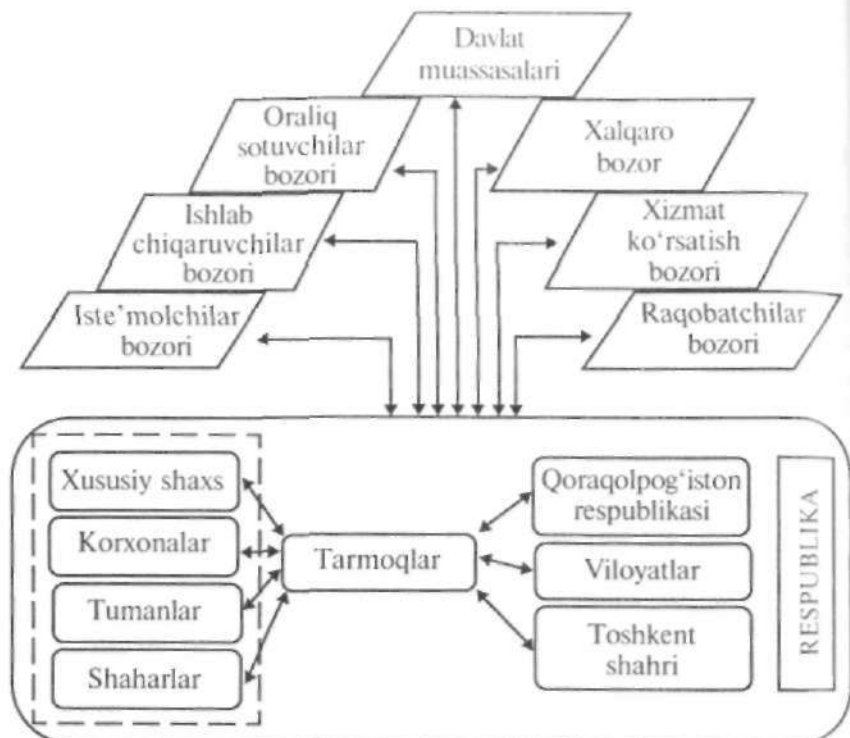 Davlat
muassasalari
Oraliq
sotuvchilar
bozori
Xalqaro
bozor
Ishlab
chiqaruvchilar
bozori
Xizmat
ko‘rsatish
bozori
Iste’molchilar
bozori
Raqobatchilar
bozori
Xususiy shaxs
Korxonalar
Tumanlar
Shaharlar
Tarmoqlar
Qoraqolpog‘iston
respublikasi
Viloyatlar
Toshkent
shahri
RESPUBLIKA